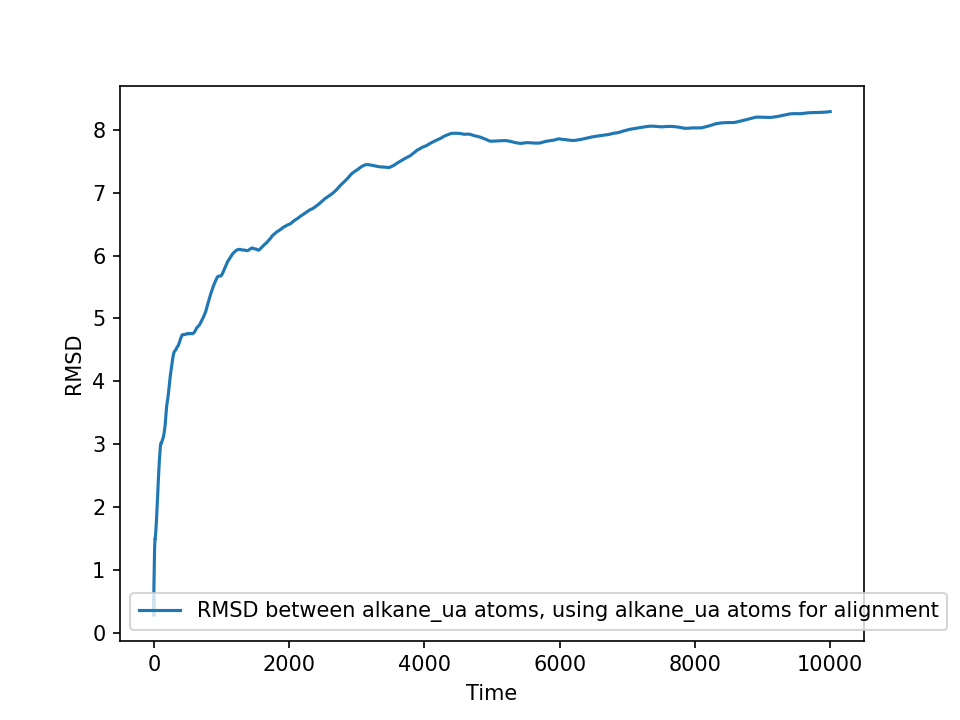 8
7
6
5
4
3
2
1
0
RMSD
RMSD between alkane_ua atoms, using alkane_ua atoms for alignment
0 2000 4000 6000 8000 10000
Time